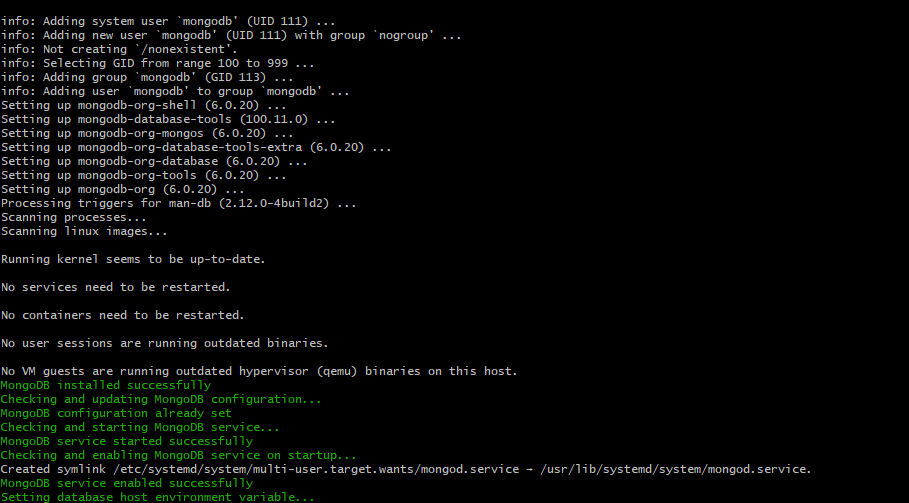 info: Adding system user `mongodb' (UID 111) ...
info: Adding new user `mongodb' (UID 111) with group `nogroup' ...
info: Not creating `/nonexistent'.
info: Selecting GID from range 100 to 999 ...
info: Adding group `mongodb' (GID 113) ...
info: Adding user `mongodb' to group `mongodb' ...
Setting up mongodb-org-shell (6.0.20) ...
Setting up mongodb-database-tools (100.11.0) ...
Setting up mongodb-org-mongos (6.0.20) ...
Setting up mongodb-org-database-tools-extra (6.0.20) ...
Setting up mongodb-org-database (6.0.20) ...
Setting up mongodb-org-tools (6.0.20) ...
Setting up mongodb-org (6.0.20) ...
Processing triggers for man-db (2.12.0-4build2) ...
Scanning processes...
Scanning linux images...
Running kernel seems to be up-to-date.
No services need to be restarted.
No containers need to be restarted.
No user sessions are running outdated binaries.
No VM guests are running outdated hypervisor (qemu) binaries on this host.
MongoDB installed successfully
Checking and updating MongoDB configuration...
MongoDB configuration already set
Checking and starting MongoDB service...
MongoDB service started successfully
Checking and enabling MongoDB service on startup...
Created symlink /etc/systemd/system/multi-user.target.wants/mongod.service → /usr/lib/systemd/system/mongod.service.
MongoDB service enabled successfully
Setting database host environment variable...